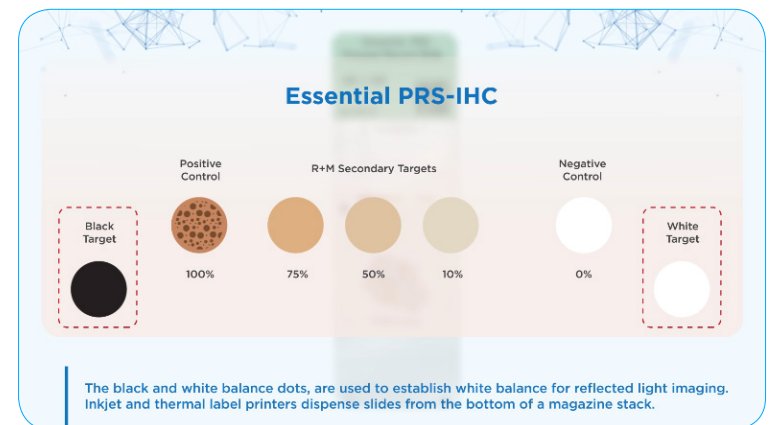 Essential PRS-IHC
Positive
Control
R+M Secondary Targets
Negative
Control
Black
Target
White
Target
100%
75%
50%
10%
0%
The black and white balance dots, are used to establish white balance for reflected light imaging.
Inkjet and thermal label printers dispense slides from the bottom of a magazine stack.